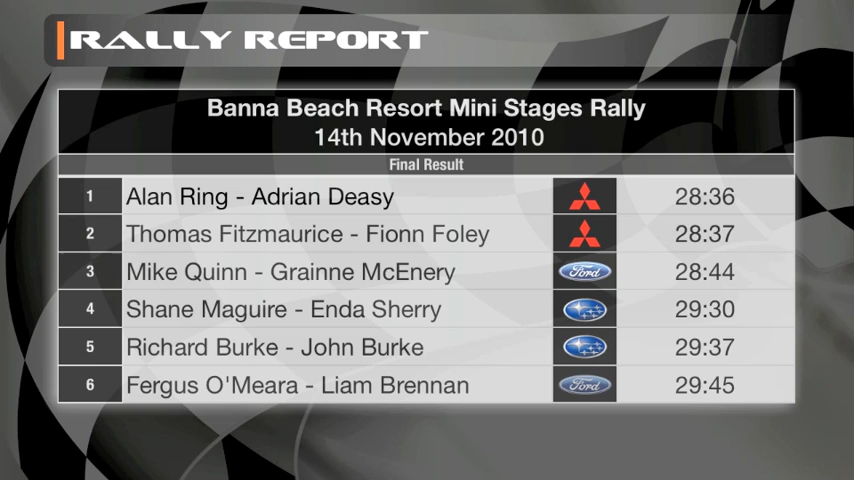 RALLY REPORT
Banna Beach Resort Mini Stages Rally
14th November 2010
Final Result
1 Alan Ring - Adrian Deasy 28:36
2 Thomas Fitzmaurice - Fionn Foley 28:37
3 Mike Quinn - Grainne McEnery Ford 28:44
4 Shane Maguire - Enda Sherry 29:30
5 Richard Burke - John Burke 29:37
6 Fergus O'Meara - Liam Brennan Ford 29:45